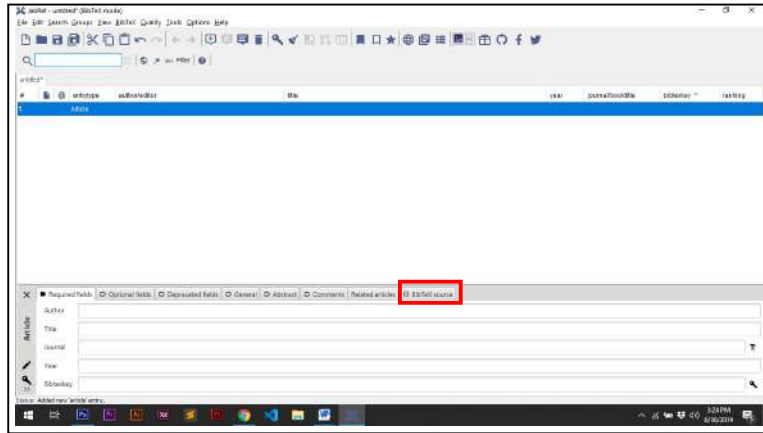 JabRef - untitled* (BibTeX mode)
File Edit Search Groups View BibTeX Quality Tools Options Help
Filter
untitled*
# entrytype author/editor title year journal/booktitle bibtexkey ranking
1 Article
Required fields Optional fields Deprecated fields General Abstract Comments Related articles BibTeX source
Article
Author
Title
Journal
Year
Bibtexkey
Status: Added new 'article' entry.
3:24 PM